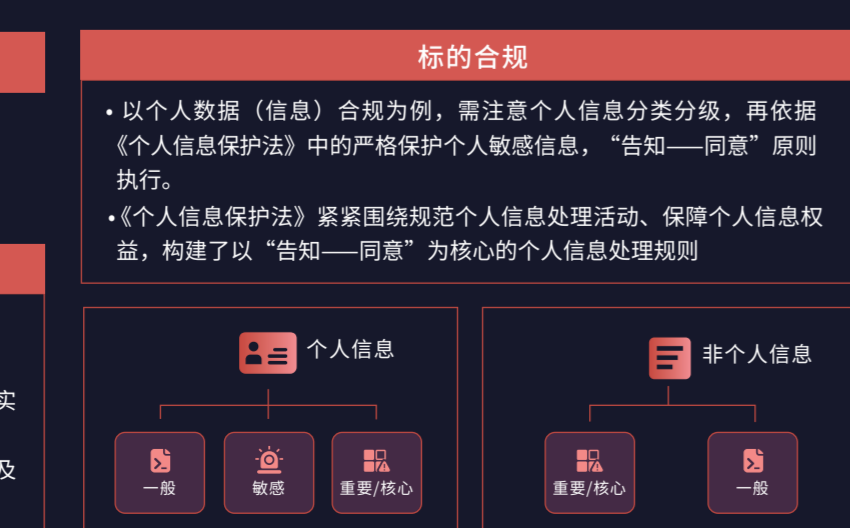 标的合规
• 以个人数据（信息）合规为例，需注意个人信息分类分级，再依据
《个人信息保护法》中的严格保护个人敏感信息，“告知——同意”原则
执行。
•《个人信息保护法》紧紧围绕规范个人信息处理活动、保障个人信息权
益，构建了以“告知——同意”为核心的个人信息处理规则
个人信息
非个人信息
一般
敏感
重要/核心
重要/核心
一般
实
及